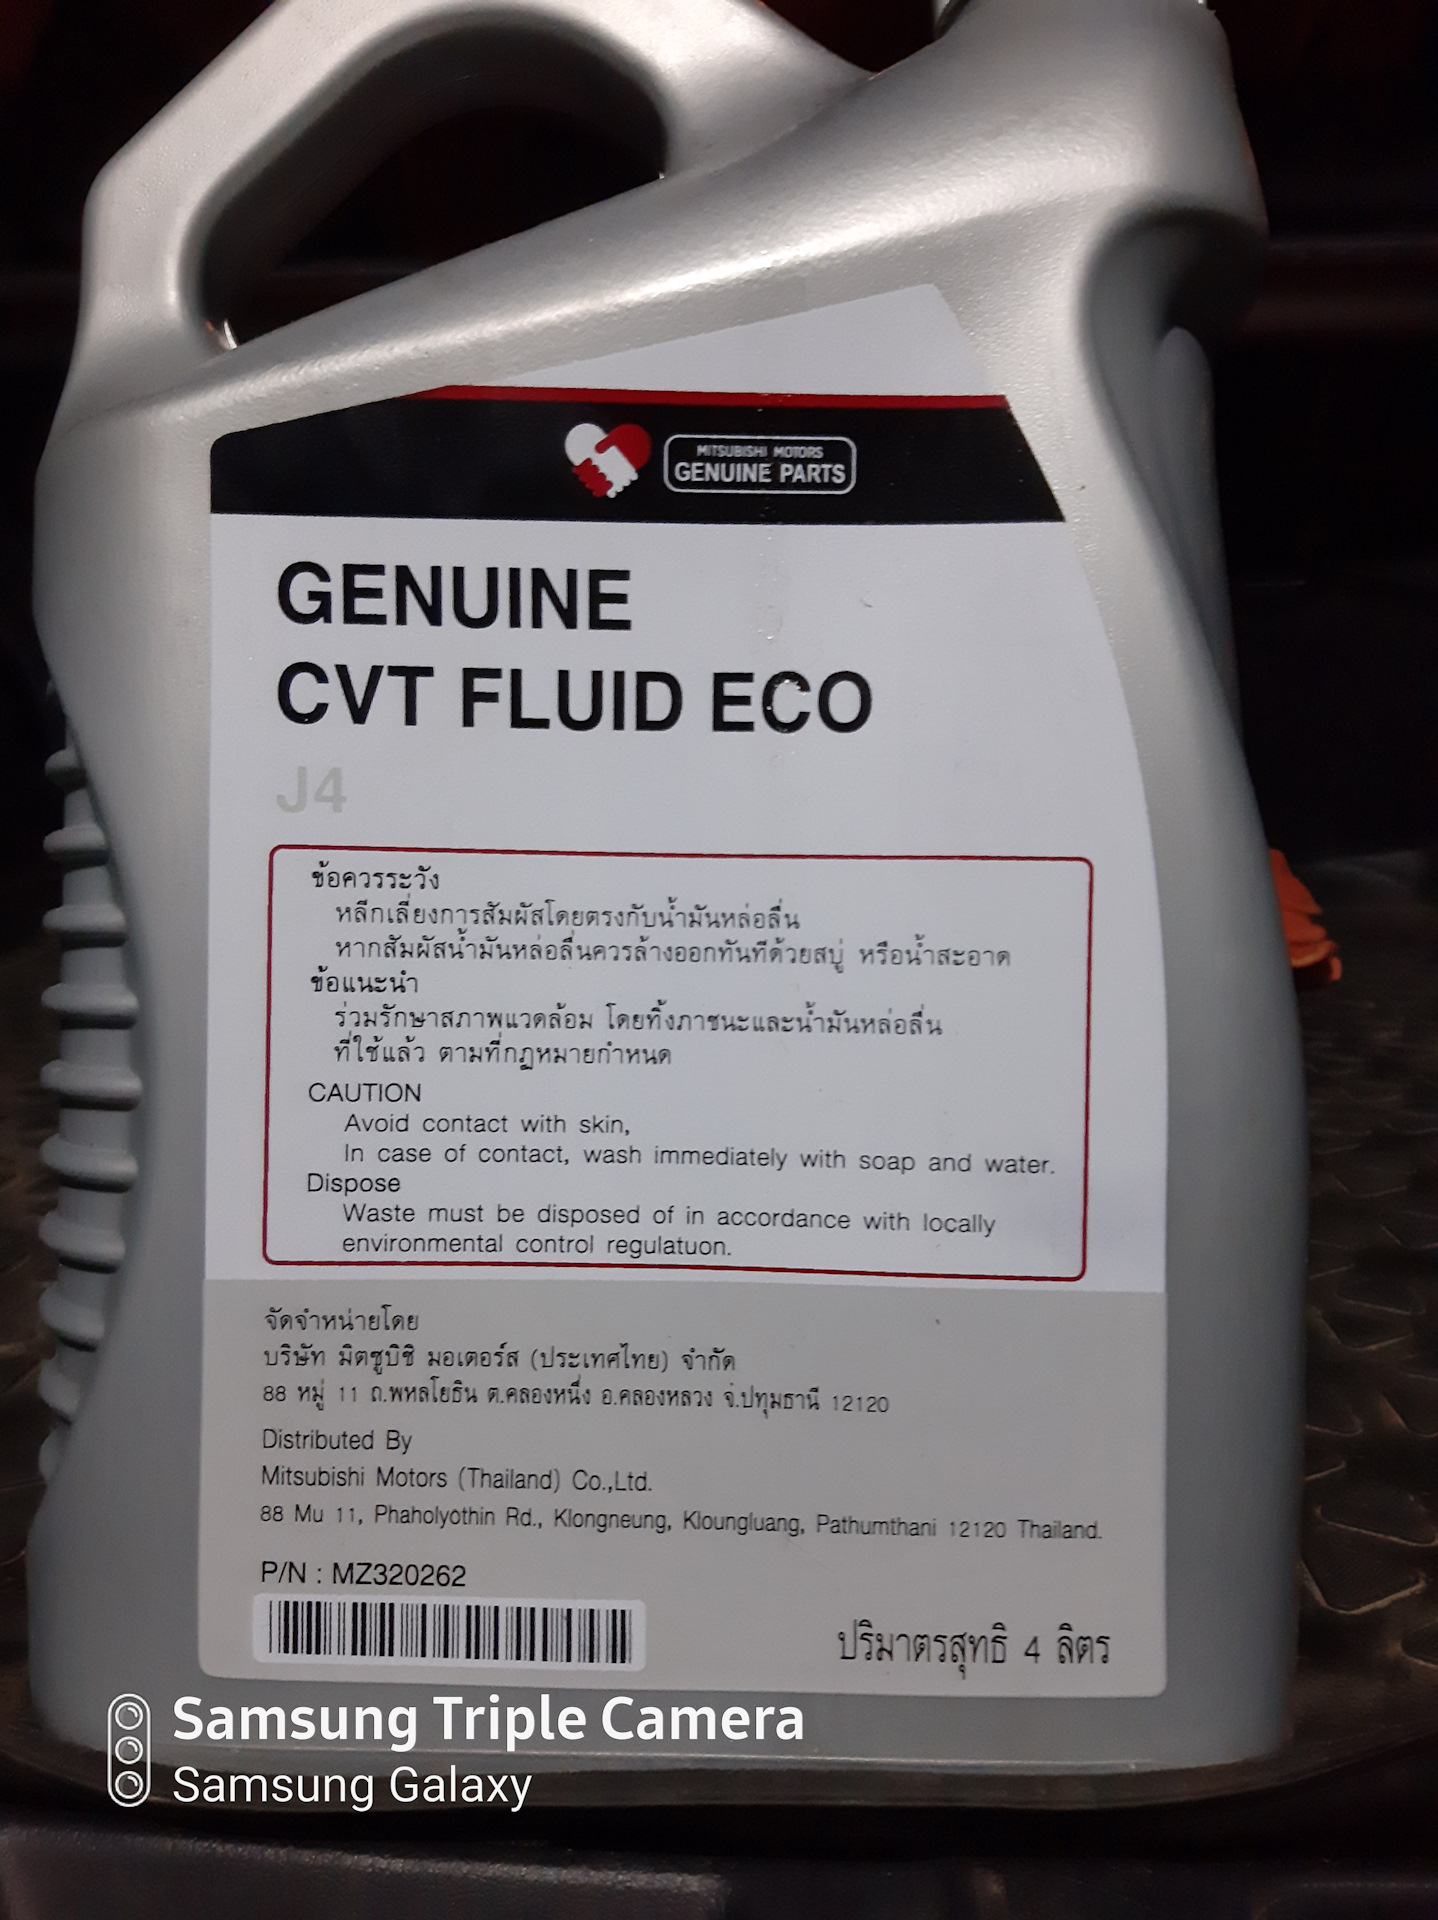 MITSUBISHI MOTORS
GENUINE PARTS
GENUINE
CVT FLUID ECO
J4
ข้อควรระวัง
หลีกเลี่ยงการสัมผัสโดยตรงกับน้ำมันหล่อลื่น
หากสัมผัสน้ำมันหล่อลื่นควรล้างออกทันทีด้วยสบู่ หรือน้ำสะอาด
ข้อแนะนำ
ร่วมรักษาสภาพแวดล้อม โดยทิ้งภาชนะและน้ำมันหล่อลื่น
ที่ใช้แล้ว ตามที่กฎหมายกำหนด
CAUTION
Avoid contact with skin,
In case of contact, wash immediately with soap and water.
Dispose
Waste must be disposed of in accordance with locally
environmental control regulatuon.
จัดจำหน่ายโดย
บริษัท มิตซูบิชิ มอเตอร์ส (ประเทศไทย) จำกัด
88 หมู่ 11 ถ.พหลโยธิน ต.คลองหนึ่ง อ.คลองหลวง จ.ปทุมธานี 12120
Distributed By
Mitsubishi Motors (Thailand) Co.,Ltd.
88 Mu 11, Phaholyothin Rd., Klongneung, Kloungluang, Pathumthani 12120 Thailand.
P/N : MZ320262
ปริมาตรสุทธิ 4 ลิตร
Samsung Triple Camera
Samsung Galaxy